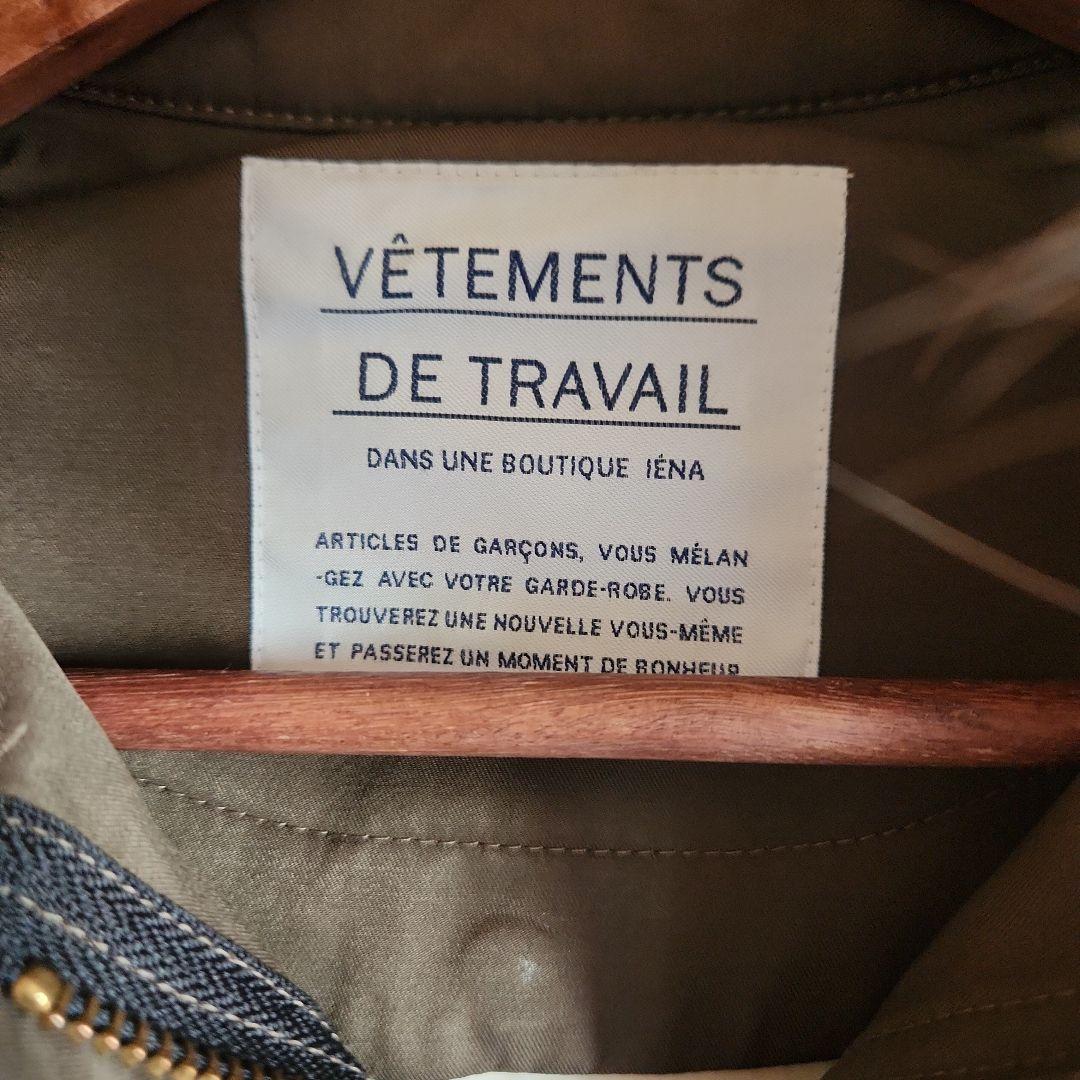 VÊTEMENTS
DE TRAVAIL
DANS UNE BOUTIQUE IÉNA
ARTICLES DE GARÇONS, VOUS MÉLAN
-GEZ AVEC VOTRE GARDE-ROBE. VOUS
TROUVEREZ UNE NOUVELLE VOUS-MÊME
ET PASSEREZ UN MOMENT DE BONHEUR